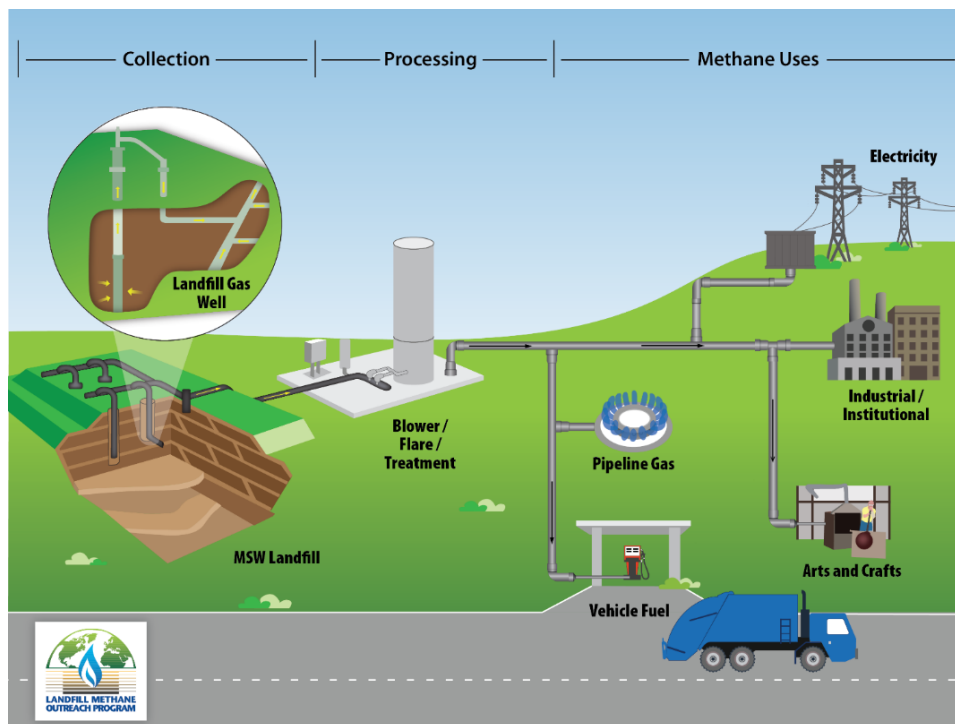 Collection
Processing
Methane Uses
Landfill Gas
Well
MSW Landfill
Blower /
Flare /
Treatment
Electricity
Industrial /
Institutional
Pipeline Gas
Arts and Crafts
Vehicle Fuel
LANDFILL METHANE
OUTREACH PROGRAM